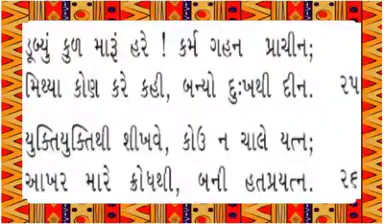 ડૂબ્યું કુળ મારૂં હરે ! કર્મ ગહન પ્રાચીન;
મિથ્યા કોણ કરે કહી, બન્યો દુઃખથી દીન. ૨૫
યુક્તિયુક્તિથી શીખવે, કોઉ ન ચાલે યત્ન;
આખર મારે ક્રોધથી, બની હતપ્રયત્ન. ૨૬